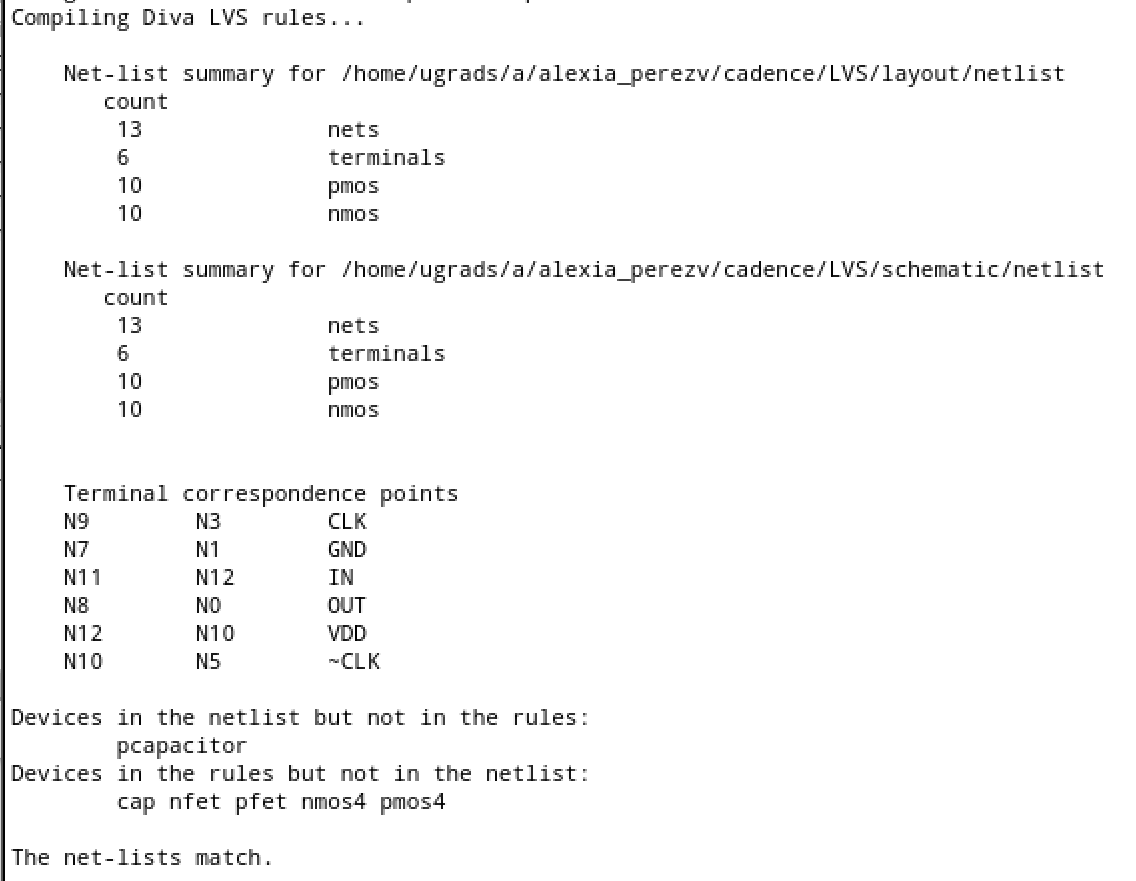 Compiling Diva LVS rules...
Net-list summary for /home/ugrads/a/alexia_perezv/cadence/LVS/layout/netlist
count
13 nets
6 terminals
10 pmos
10 nmos
Net-list summary for /home/ugrads/a/alexia_perezv/cadence/LVS/schematic/netlist
count
13 nets
6 terminals
10 pmos
10 nmos
Terminal correspondence points
N9 N3 CLK
N7 N1 GND
N11 N12 IN
N8 N0 OUT
N12 N10 VDD
N10 N5 ~CLK
Devices in the netlist but not in the rules:
pcapacitor
Devices in the rules but not in the netlist:
cap nfet pfet nmos4 pmos4
The net-lists match.